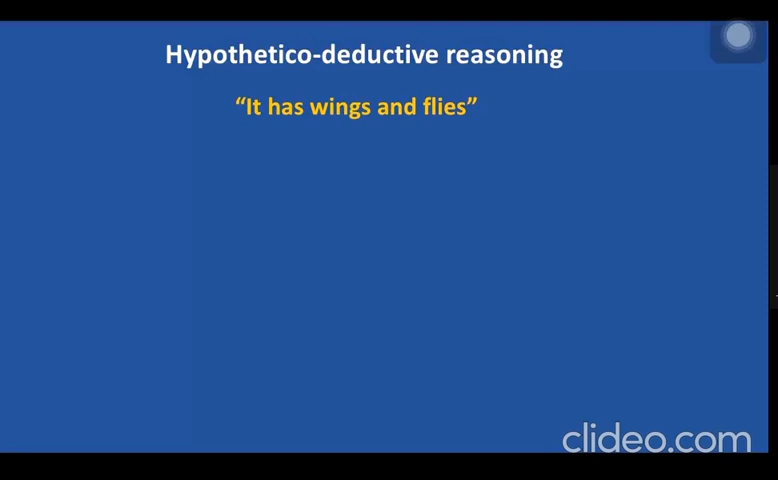 Hypothetico-deductive reasoning
“It has wings and flies”
clideo.com